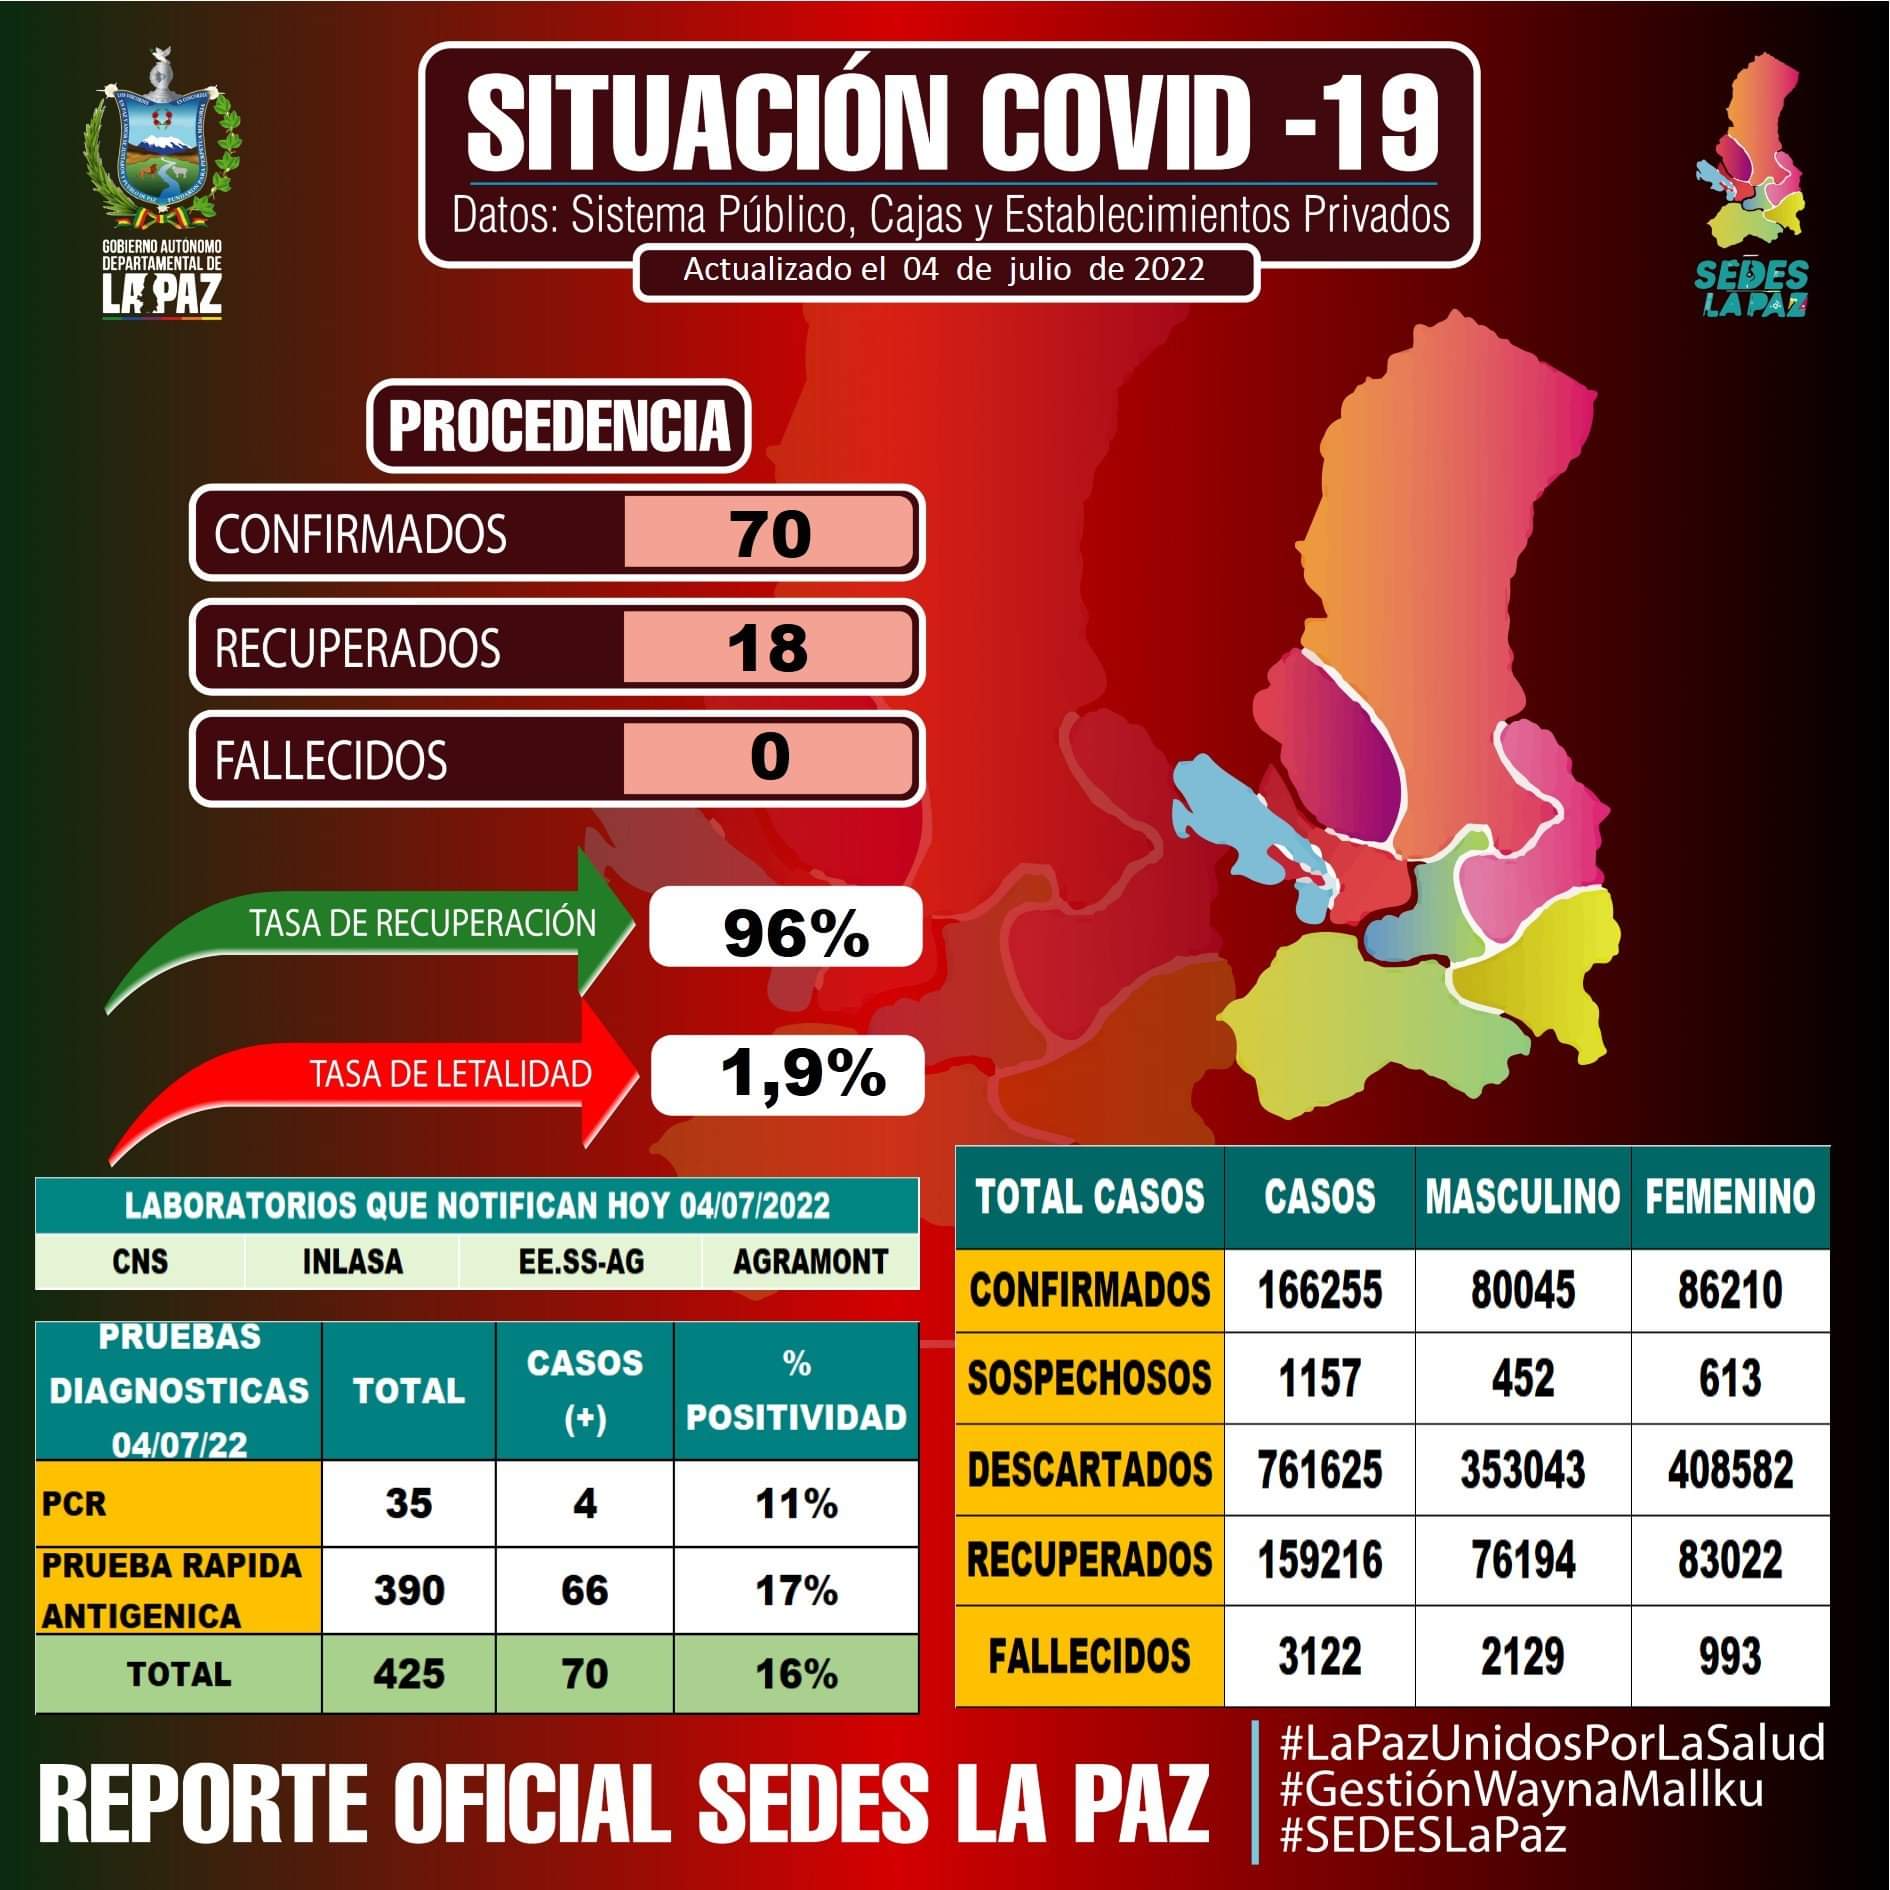 GOBIERNO AUTÓNOMO
DEPARTAMENTAL DE
LA PAZ
SITUACIÓN COVID -19
Datos: Sistema Público, Cajas y Establecimientos Privados
Actualizado el 04 de julio de 2022
SEDES
LA PAZ
PROCEDENCIA
CONFIRMADOS 70
RECUPERADOS 18
FALLECIDOS 0
TASA DE RECUPERACIÓN 96%
TASA DE LETALIDAD 1,9%
LABORATORIOS QUE NOTIFICAN HOY 04/07/2022
CNS INLASA EE.SS-AG AGRAMONT
PRUEBAS
DIAGNOSTICAS
04/07/22
TOTAL
CASOS
(+)
%
POSITIVIDAD
PCR 35 4 11%
PRUEBA RAPIDA
ANTIGENICA
390 66 17%
TOTAL 425 70 16%
TOTAL CASOS CASOS MASCULINO FEMENINO
CONFIRMADOS 166255 80045 86210
SOSPECHOSOS 1157 452 613
DESCARTADOS 761625 353043 408582
RECUPERADOS 159216 76194 83022
FALLECIDOS 3122 2129 993
REPORTE OFICIAL SEDES LA PAZ
#LaPazUnidosPorLaSalud
#GestiónWaynaMallku
#SEDESLaPaz